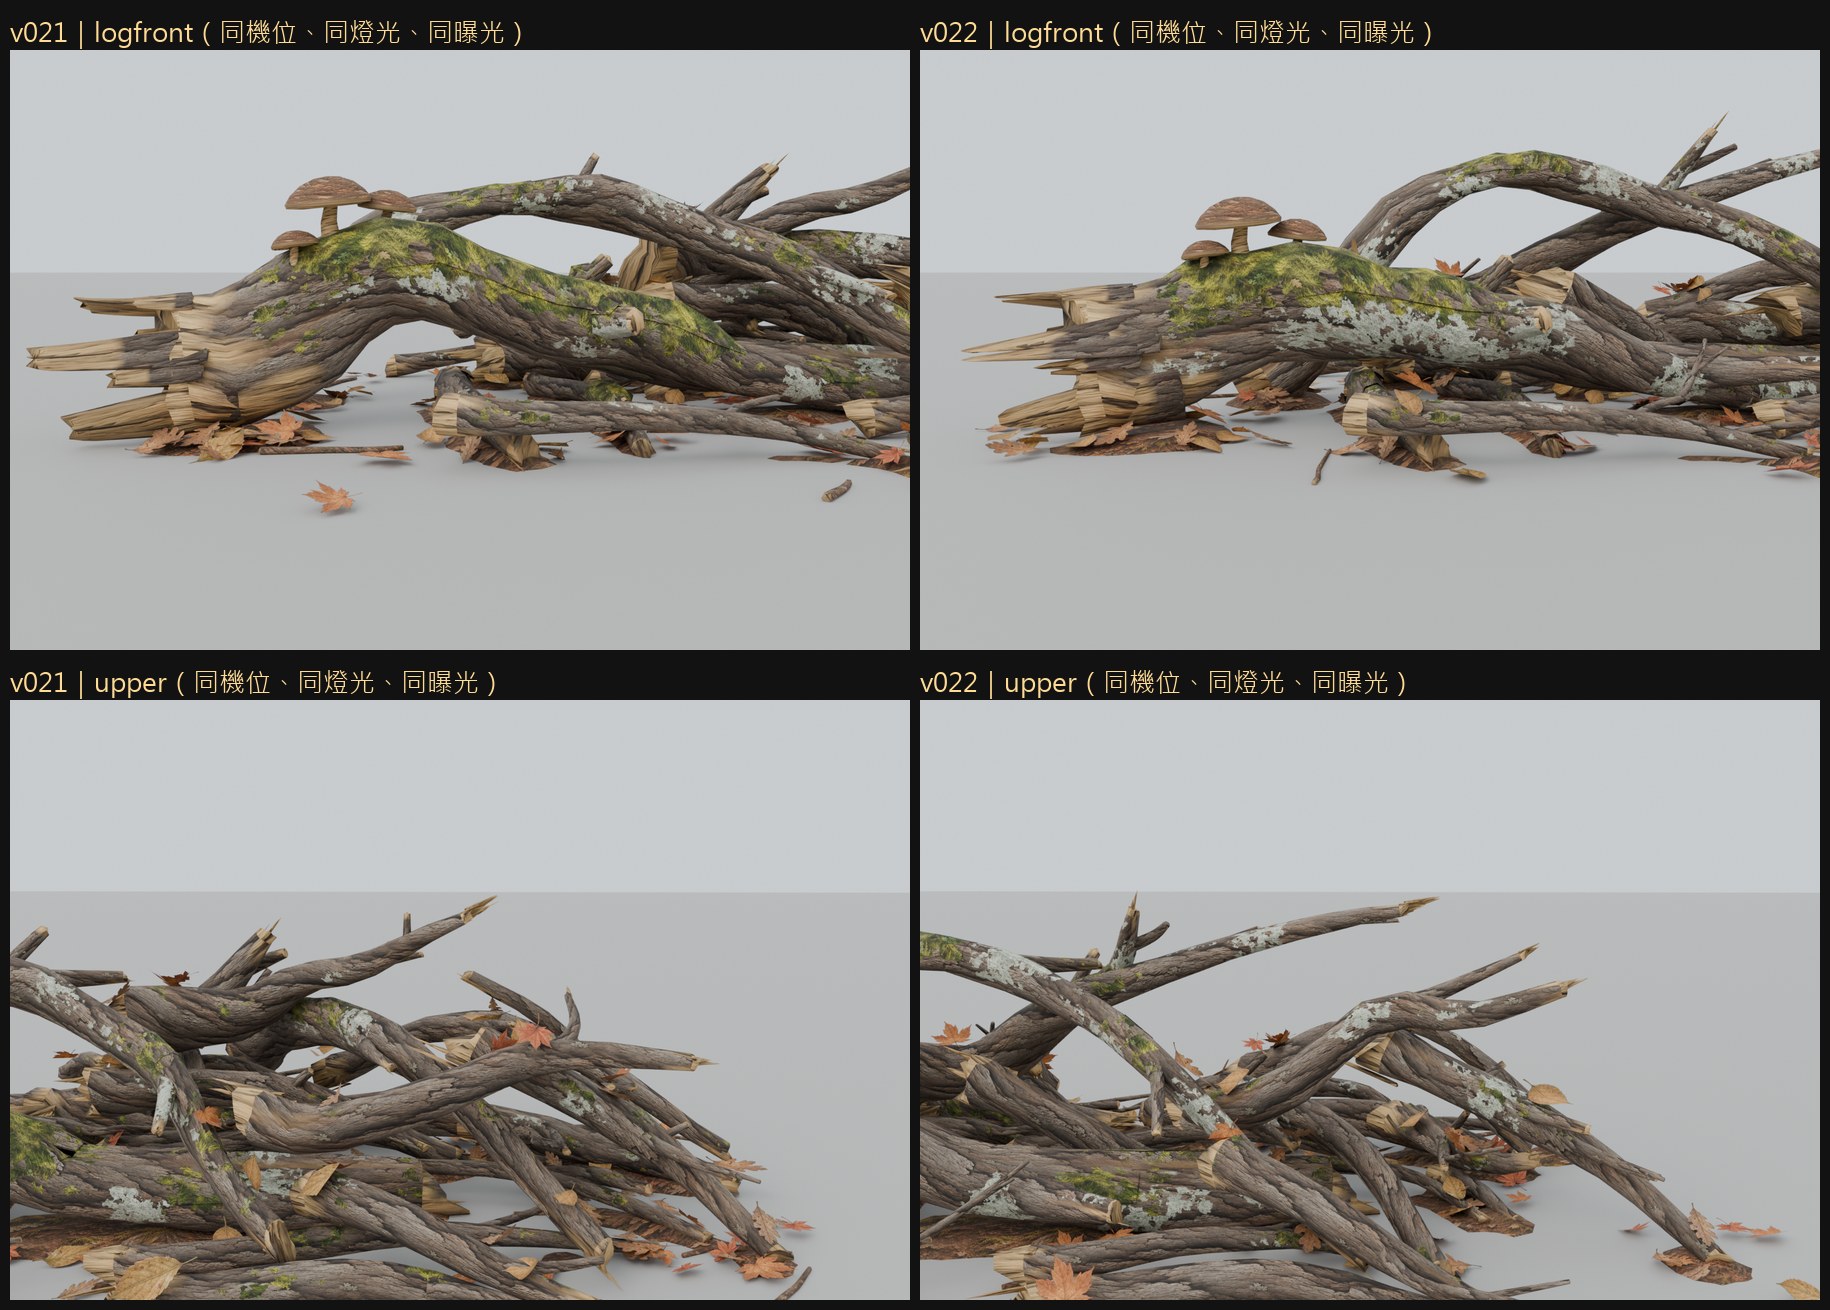 v021 | logfront（同機位、同燈光、同曝光）
v022 | logfront（同機位、同燈光、同曝光）
v021 | upper（同機位、同燈光、同曝光）
v022 | upper（同機位、同燈光、同曝光）